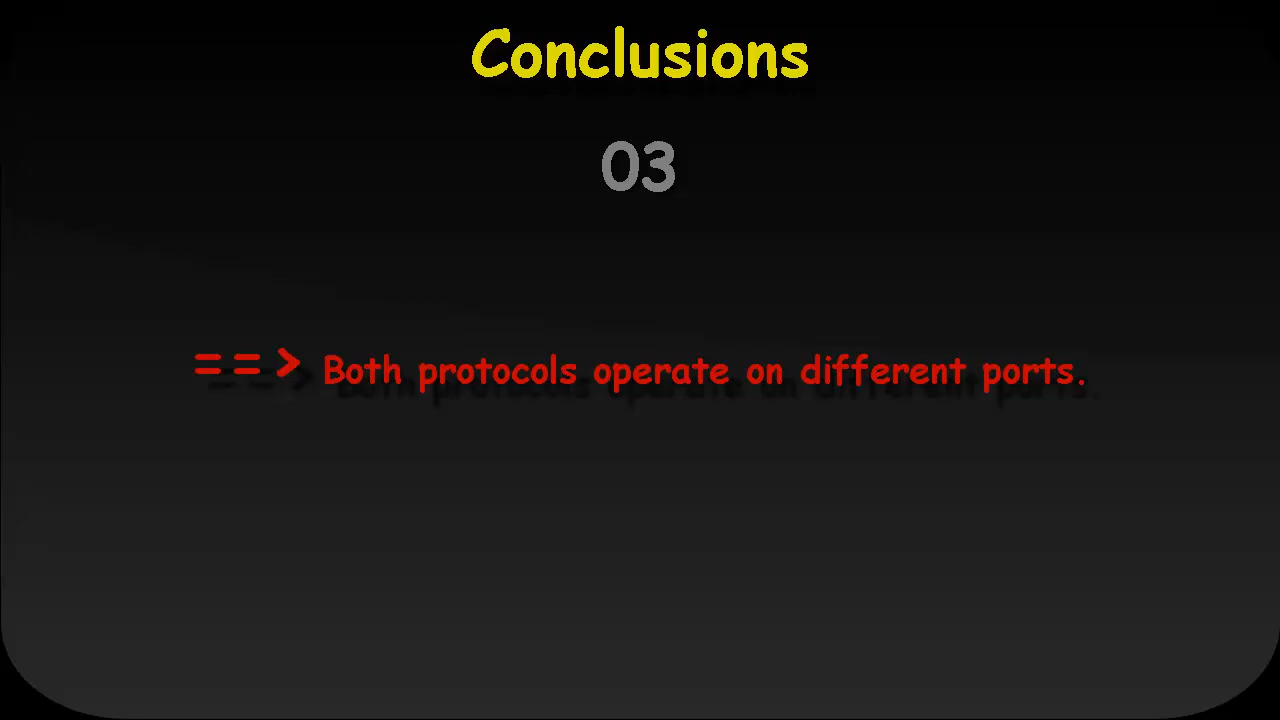 Conclusions
03
==> Both protocols operate on different ports.